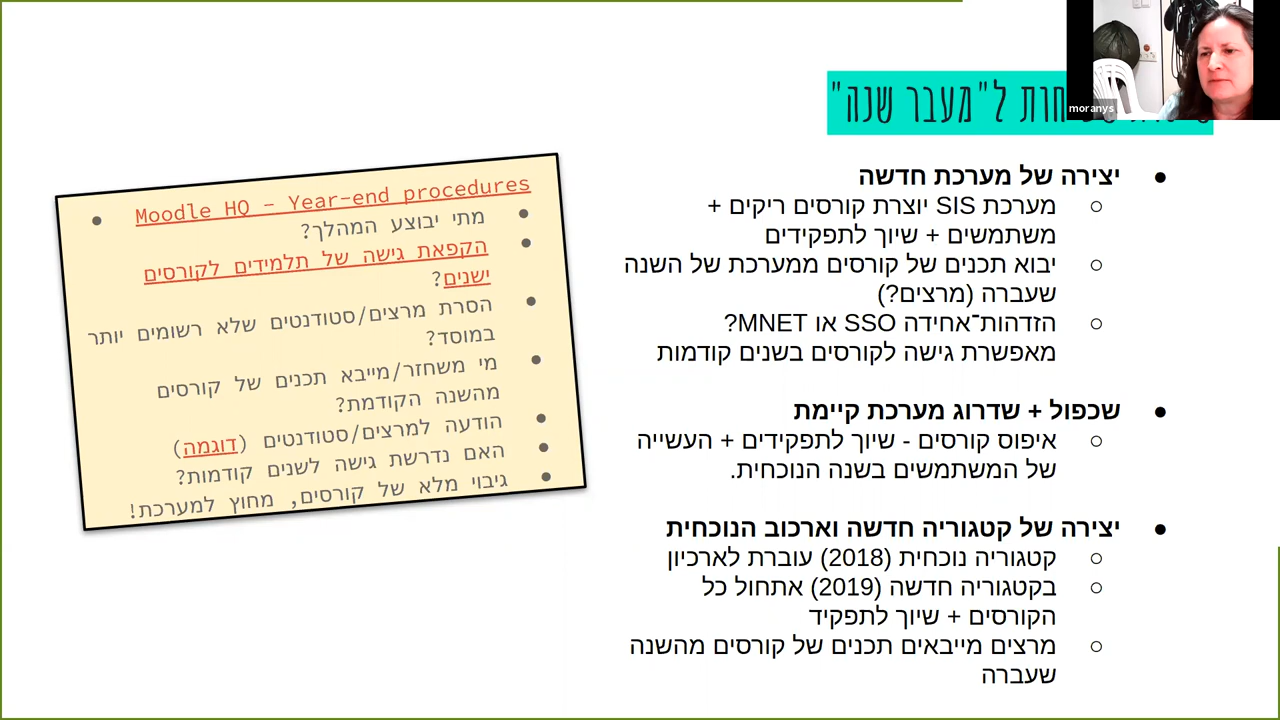 moranys
חות ל"מעבר שנה"
יצירה של מערכת חדשה
מערכת SIS יוצרת קורסים ריקים +
משתמשים + שיוך לתפקידים
יבוא תכנים של קורסים ממערכת של השנה
שעברה (מרצים?)
הזדהות־אחידה SSO או MNET?
מאפשרת גישה לקורסים בשנים קודמות
שכפול + שדרוג מערכת קיימת
איפוס קורסים - שיוך לתפקידים + העשייה
של המשתמשים בשנה הנוכחית.
יצירה של קטגוריה חדשה וארכוב הנוכחית
קטגוריה נוכחית (2018) עוברת לארכיון
בקטגוריה חדשה (2019) אתחול כל
הקורסים + שיוך לתפקיד
מרצים מייבאים תכנים של קורסים מהשנה
שעברה
Moodle HQ - Year-end procedures
מתי יבוצע המהלך?
הקפאת גישה של תלמידים לקורסים
ישנים?
הסרת מרצים/סטודנטים שלא רשומים יותר
במוסד?
מי משחזר/מייבא תכנים של קורסים
מהשנה הקודמת?
הודעה למרצים/סטודנטים (דוגמה)
האם נדרשת גישה לשנים קודמות?
גיבוי מלא של קורסים, מחוץ למערכת!